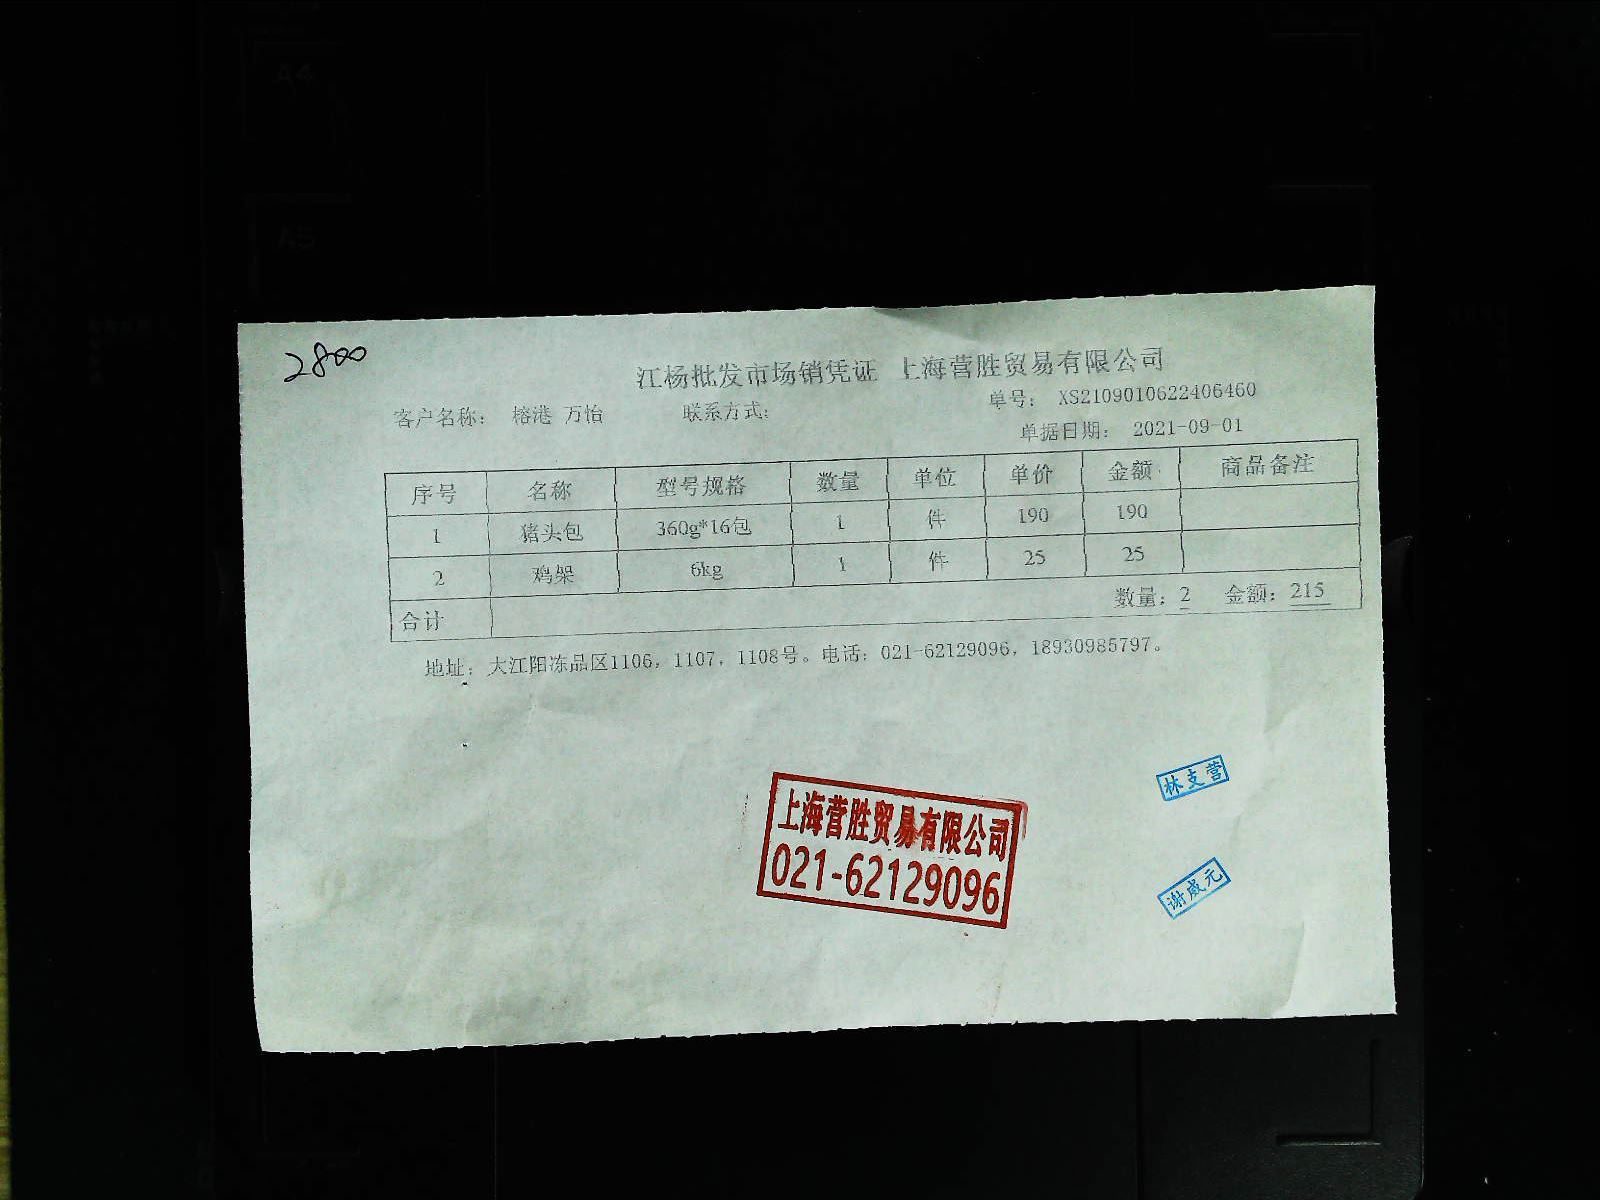 A4
A5
2800
江杨批发市场销凭证 上海营胜贸易有限公司
客户名称: 榕港 万怡 联系方式: 单号: XS2109010622406460
单据日期: 2021-09-01
序号 名称 型号规格 数量 单位 单价 金额 商品备注
1 猪头包 360g*16包 1 件 190 190
2 鸡架 6kg 1 件 25 25
合计 数量: 2 金额: 215
地址: 大江阳冻品区1106, 1107, 1108号。电话: 021-62129096, 18930985797。
上海营胜贸易有限公司
021-62129096
林支营
谢威元